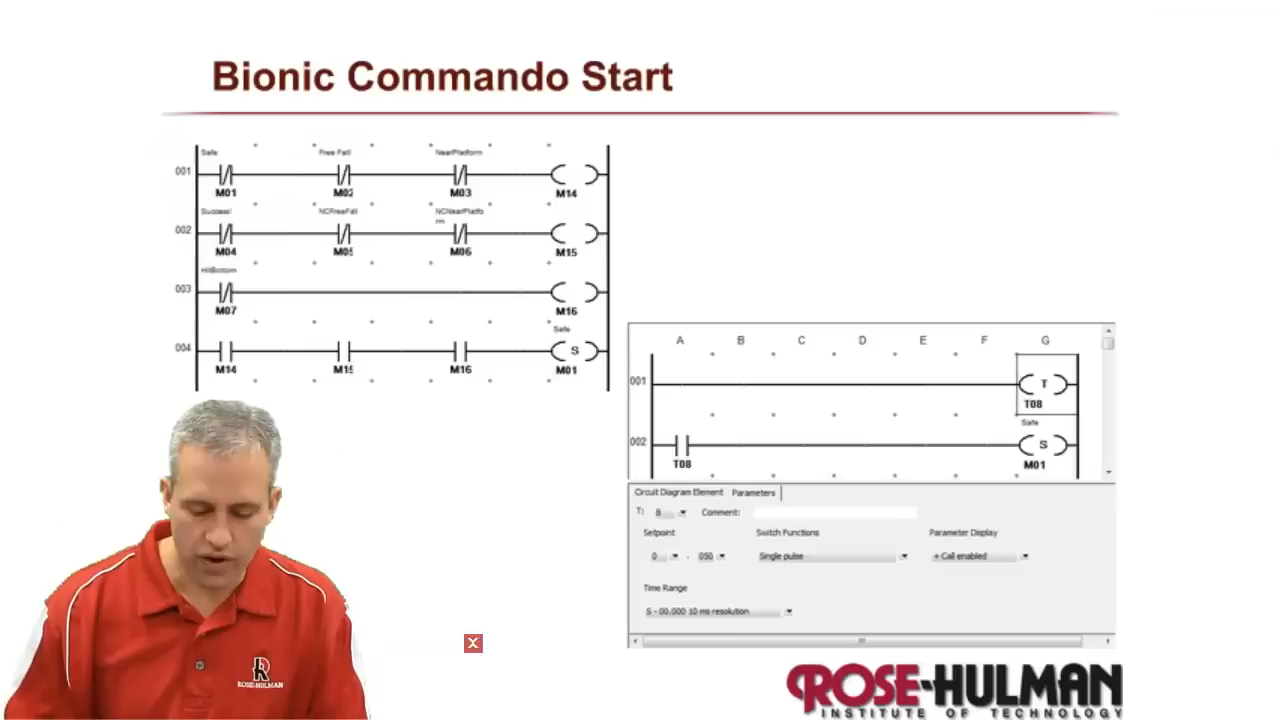 Bionic Commando Start
Safe Free Fall NearPlatform
001
M01 M02 M03 M14
Success! NCFreeFall NCNearPlatfo
rm
002
M04 M05 M06 M15
HitBottom
003
M07 M16
Safe
004 S
M14 M15 M16 M01
A B C D E F G
001 T
T08
Safe
002 S
T08 M01
Circuit Diagram Element Parameters
T: 8 Comment:
Setpoint Switch Functions Parameter Display
0 . 050 Single pulse + Call enabled
Time Range
S - 00.000 10 ms resolution
X
R
ROSE-HULMAN
ROSE-HULMAN
INSTITUTE OF TECHNOLOGY